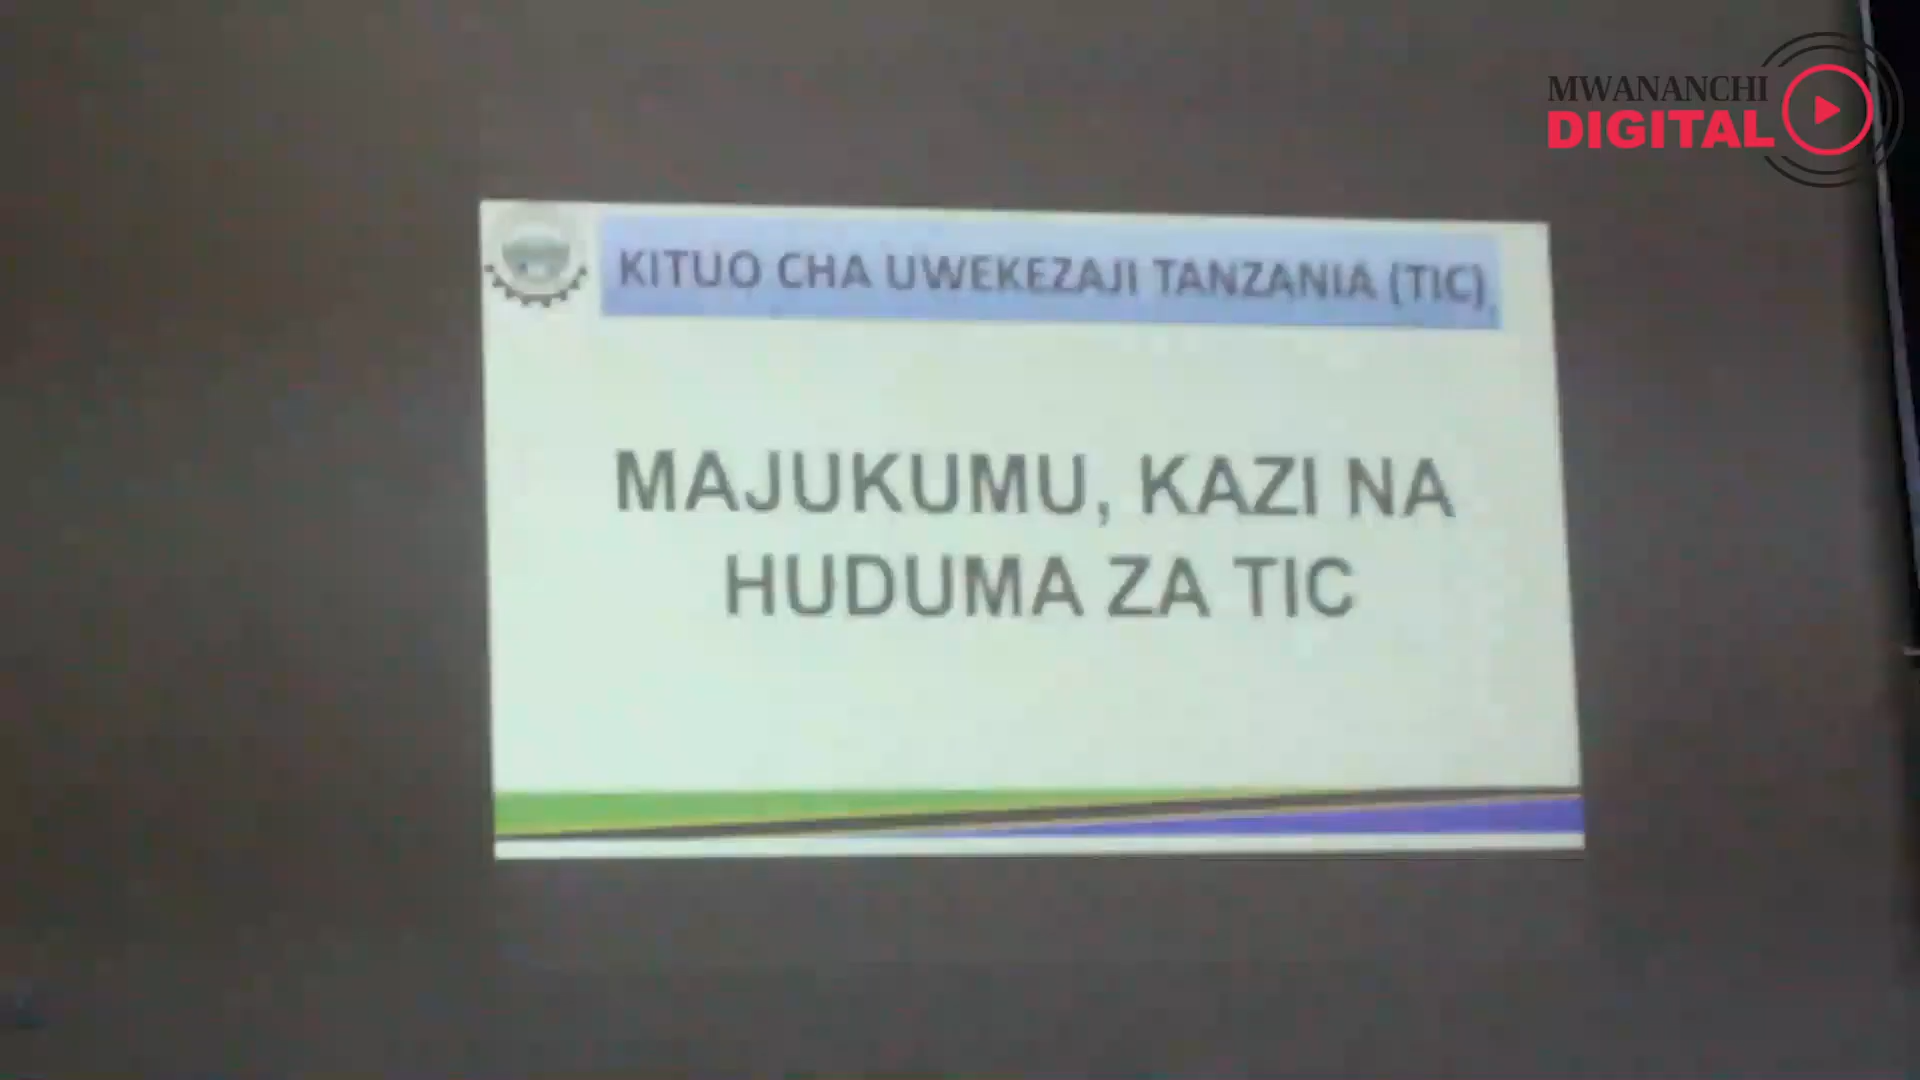 MWANANCHI
DIGITAL
KITUO CHA UWEKEZAJI TANZANIA (TIC)
MAJUKUMU, KAZI NA
HUDUMA ZA TIC